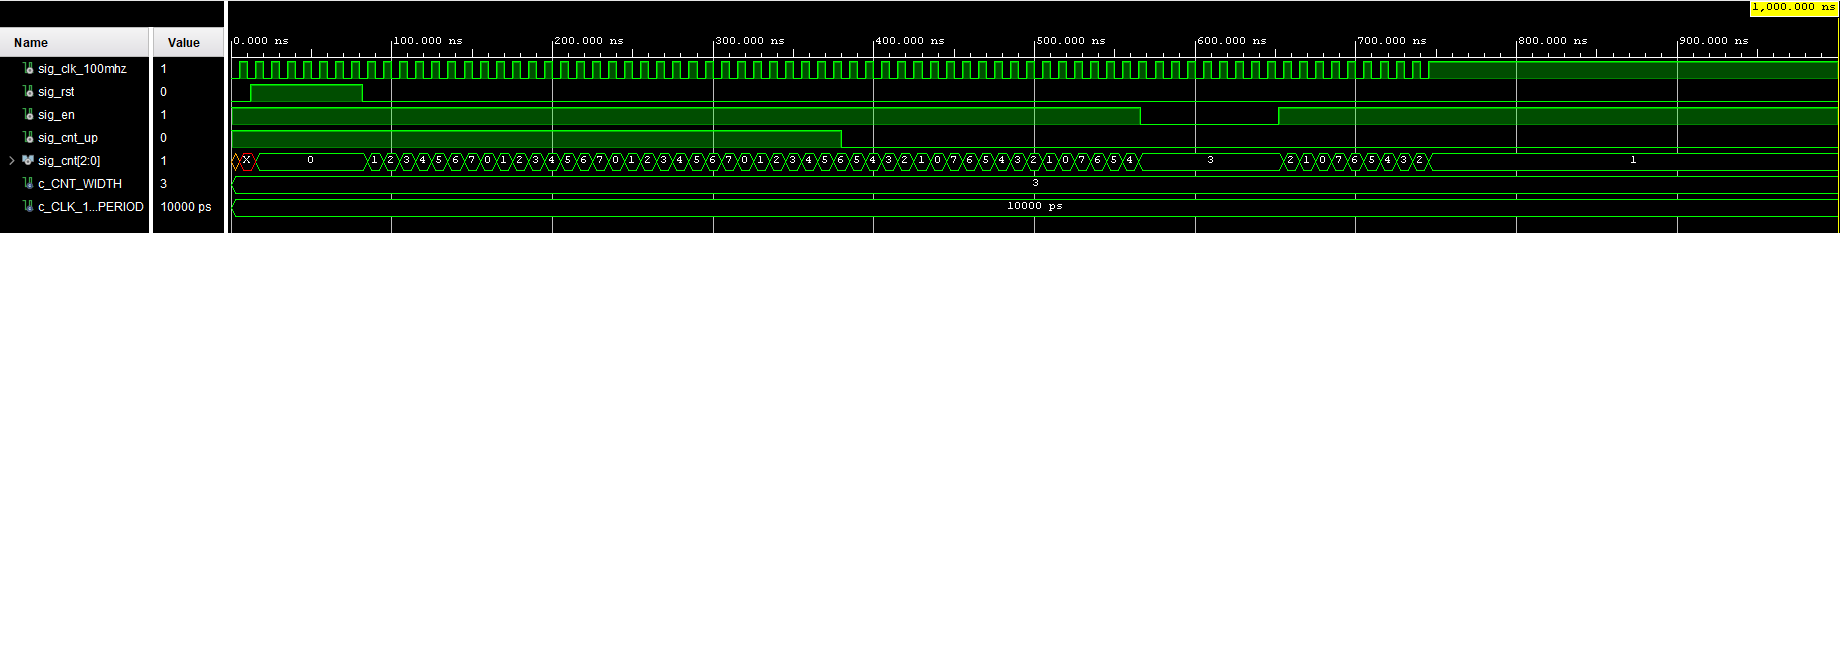 1,000.000 ns
Name Value 0.000 ns 100.000 ns 200.000 ns 300.000 ns 400.000 ns 500.000 ns 600.000 ns 700.000 ns 800.000 ns 900.000 ns
sig_clk_100mhz 1
sig_rst 0
sig_en 1
sig_cnt_up 0
sig_cnt[2:0] 1 X 0 1 2 3 4 5 6 7 0 1 2 3 4 5 6 7 0 1 2 3 4 5 6 7 0 1 2 3 4 5 6 5 4 3 2 1 0 7 6 5 4 3 2 1 0 7 6 5 4 3 2 1 0 7 6 5 4 3 2 1
c_CNT_WIDTH 3 3
c_CLK_1...PERIOD 10000 ps 10000 ps